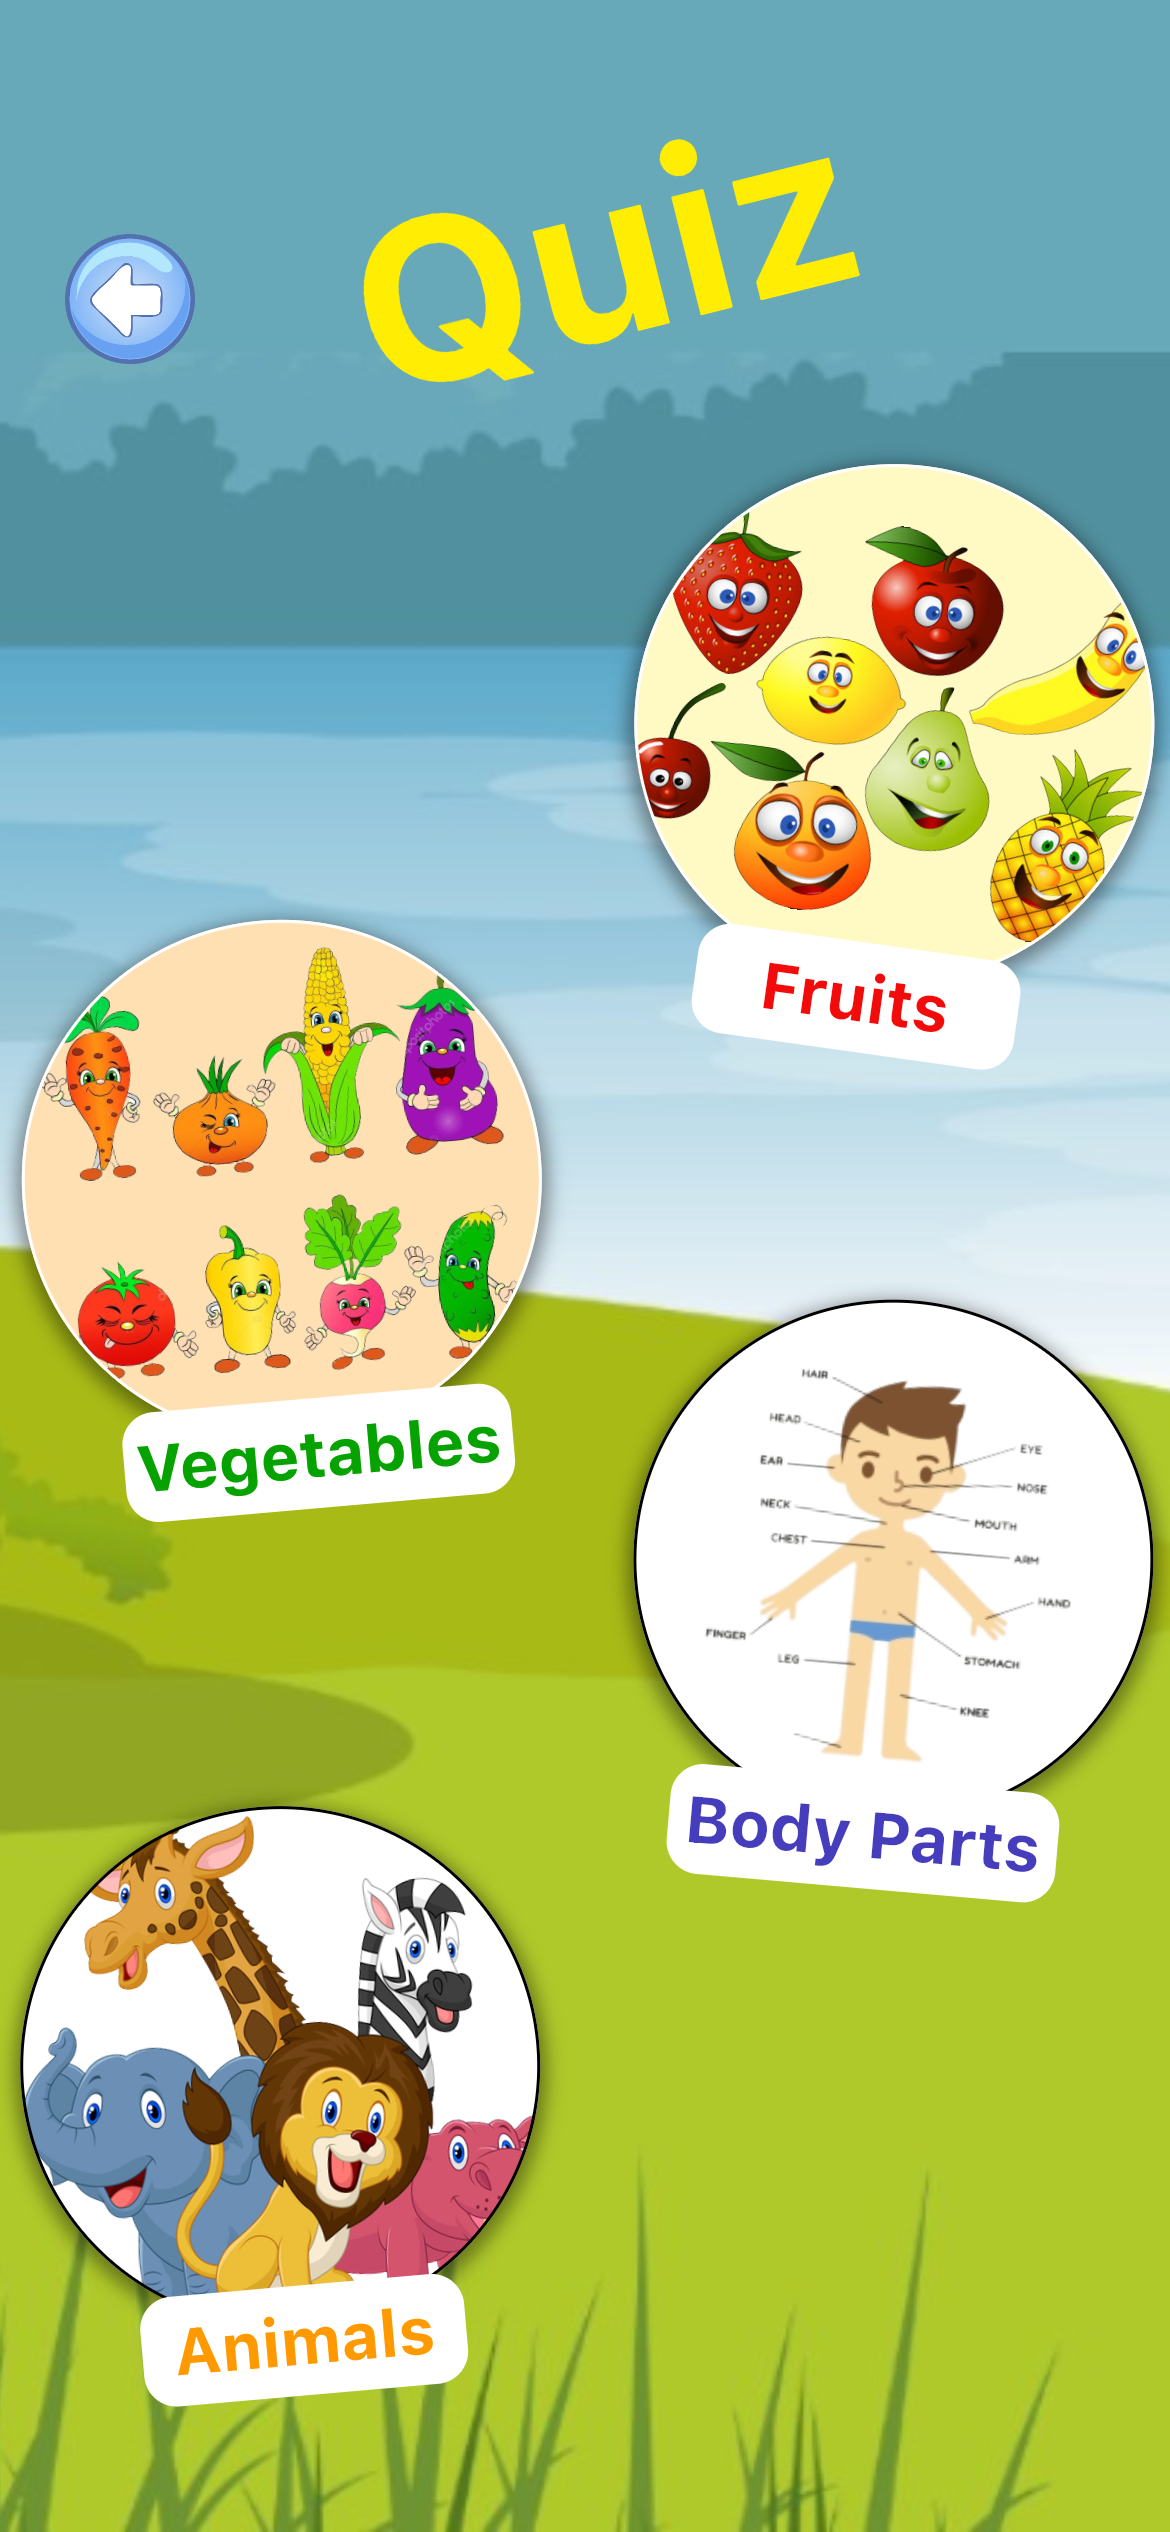 Quiz
Fruits
Vegetables
HAIR
HEAD
EAR
EYE
NOSE
NECK
MOUTH
CHEST
ARM
HAND
FINGER
LEG
STOMACH
KNEE
Body Parts
Animals